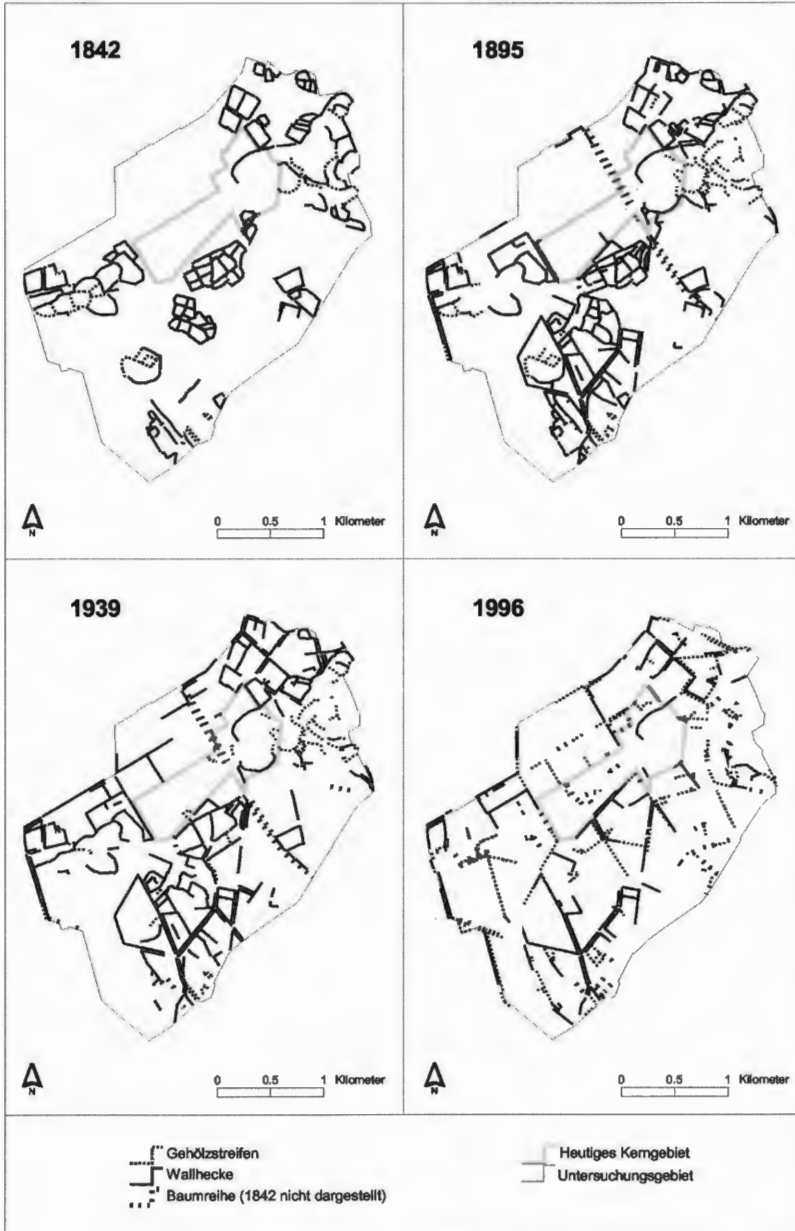 1842
1895
N
0 0.5 1 Kilometer
N
0 0.5 1 Kilometer
1939
1996
N
0 0.5 1 Kilometer
N
0 0.5 1 Kilometer
Gehölzstreifen
Wallhecke
Baumreihe (1842 nicht dargestellt)
Heutiges Kerngebiet
Untersuchungsgebiet